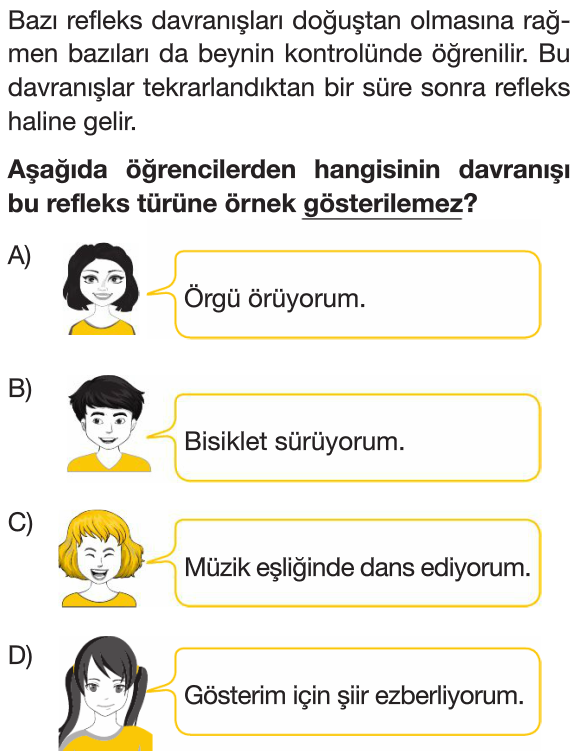 Bazı refleks davranışları doğuştan olmasına rağ-
men bazıları da beynin kontrolünde öğrenilir. Bu
davranışlar tekrarlandıktan bir süre sonra refleks
haline gelir.
Aşağıda öğrencilerden hangisinin davranışı
bu refleks türüne örnek gösterilemez?
A) Örgü örüyorum.
B) Bisiklet sürüyorum.
C) Müzik eşliğinde dans ediyorum.
D) Gösterim için şiir ezberliyorum.